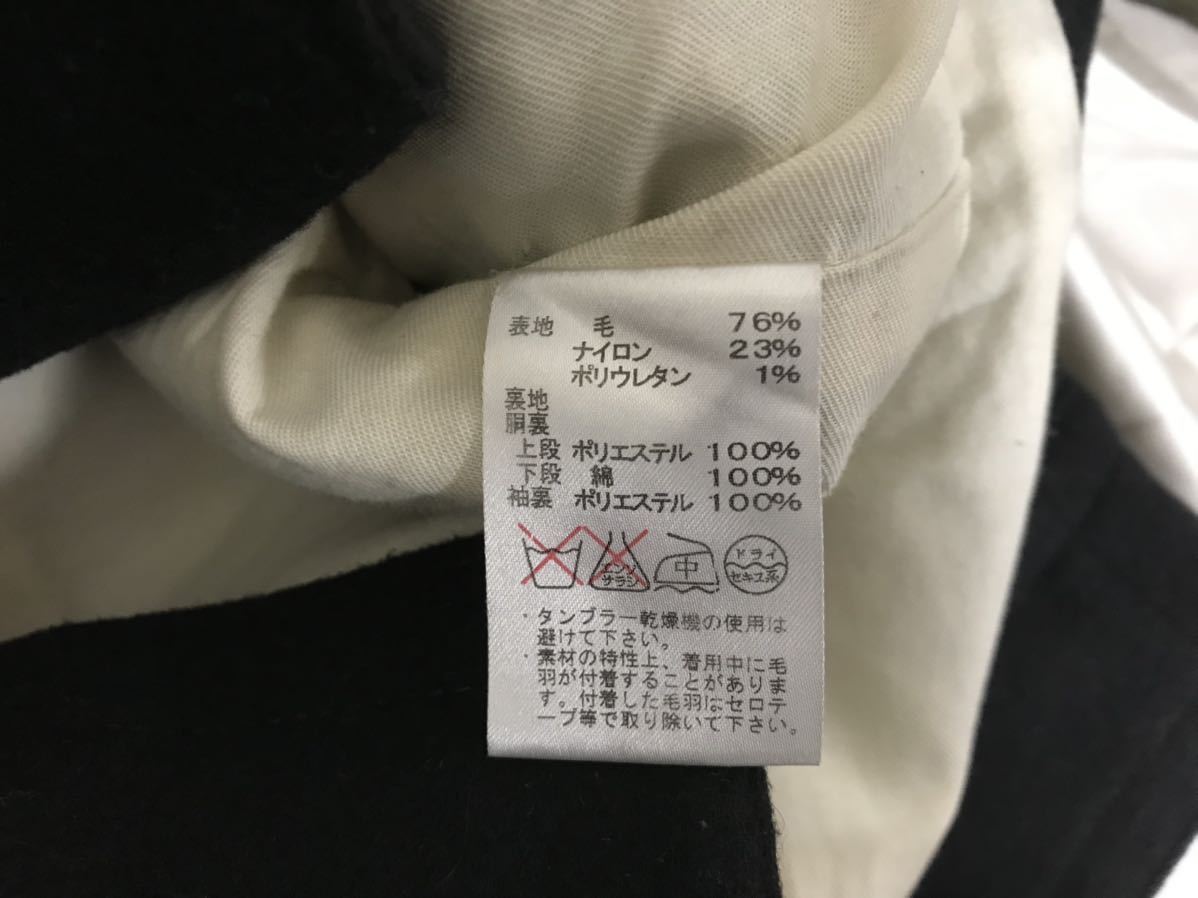 表地 毛 76%
ナイロン 23%
ポリウレタン 1%
裏地
胴裏
上段 ポリエステル 100%
下段 綿 100%
袖裏 ポリエステル 100%
エンソ サラシ 中 ドライ セキユ系
・タンブラー乾燥機の使用は
避けて下さい。
・素材の特性上、着用中に毛
羽が付着することがありま
す。付着した毛羽はセロテ
ープ等で取り除いて下さい。